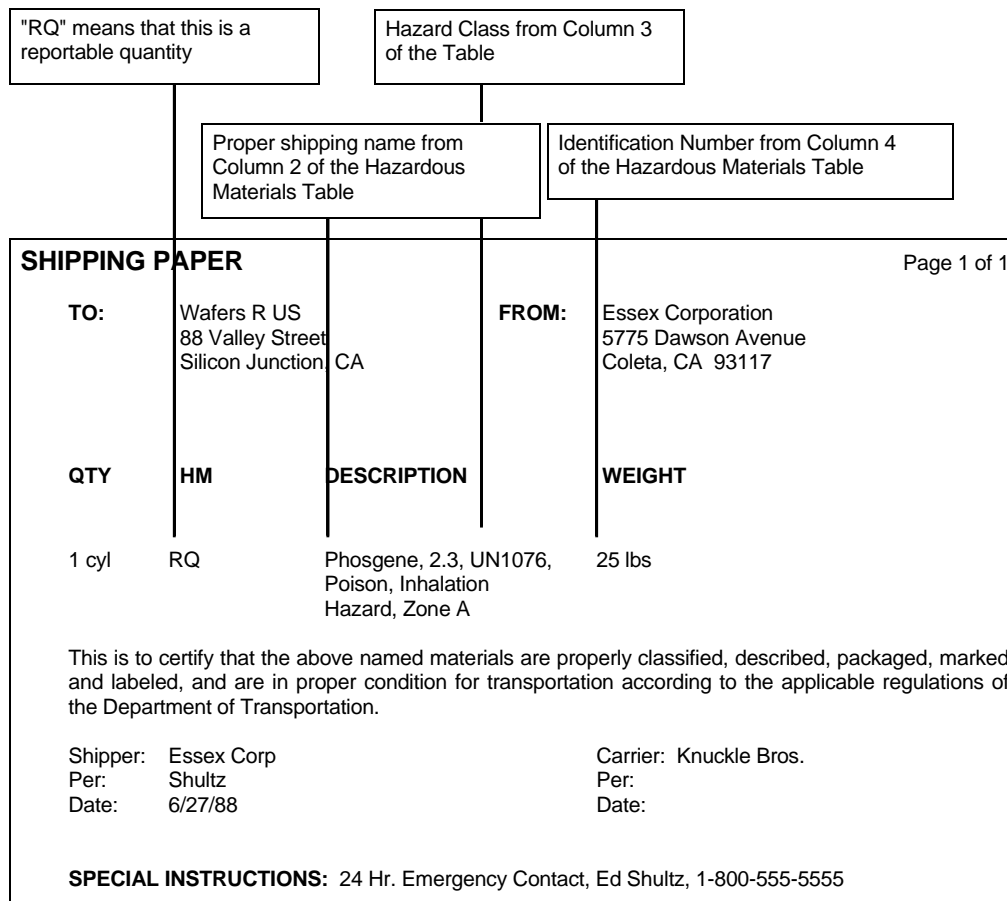 "RQ" means that this is a
reportable quantity
Hazard Class from Column 3
of the Table
Proper shipping name from
Column 2 of the Hazardous
Materials Table
Identification Number from Column 4
of the Hazardous Materials Table
SHIPPING PAPER Page 1 of 1
TO: Wafers R US FROM: Essex Corporation
88 Valley Street 5775 Dawson Avenue
Silicon Junction, CA Coleta, CA 93117
QTY HM DESCRIPTION WEIGHT
1 cyl RQ Phosgene, 2.3, UN1076, 25 lbs
Poison, Inhalation
Hazard, Zone A
This is to certify that the above named materials are properly classified, described, packaged, marked
and labeled, and are in proper condition for transportation according to the applicable regulations of
the Department of Transportation.
Shipper: Essex Corp Carrier: Knuckle Bros.
Per: Shultz Per:
Date: 6/27/88 Date:
SPECIAL INSTRUCTIONS: 24 Hr. Emergency Contact, Ed Shultz, 1-800-555-5555